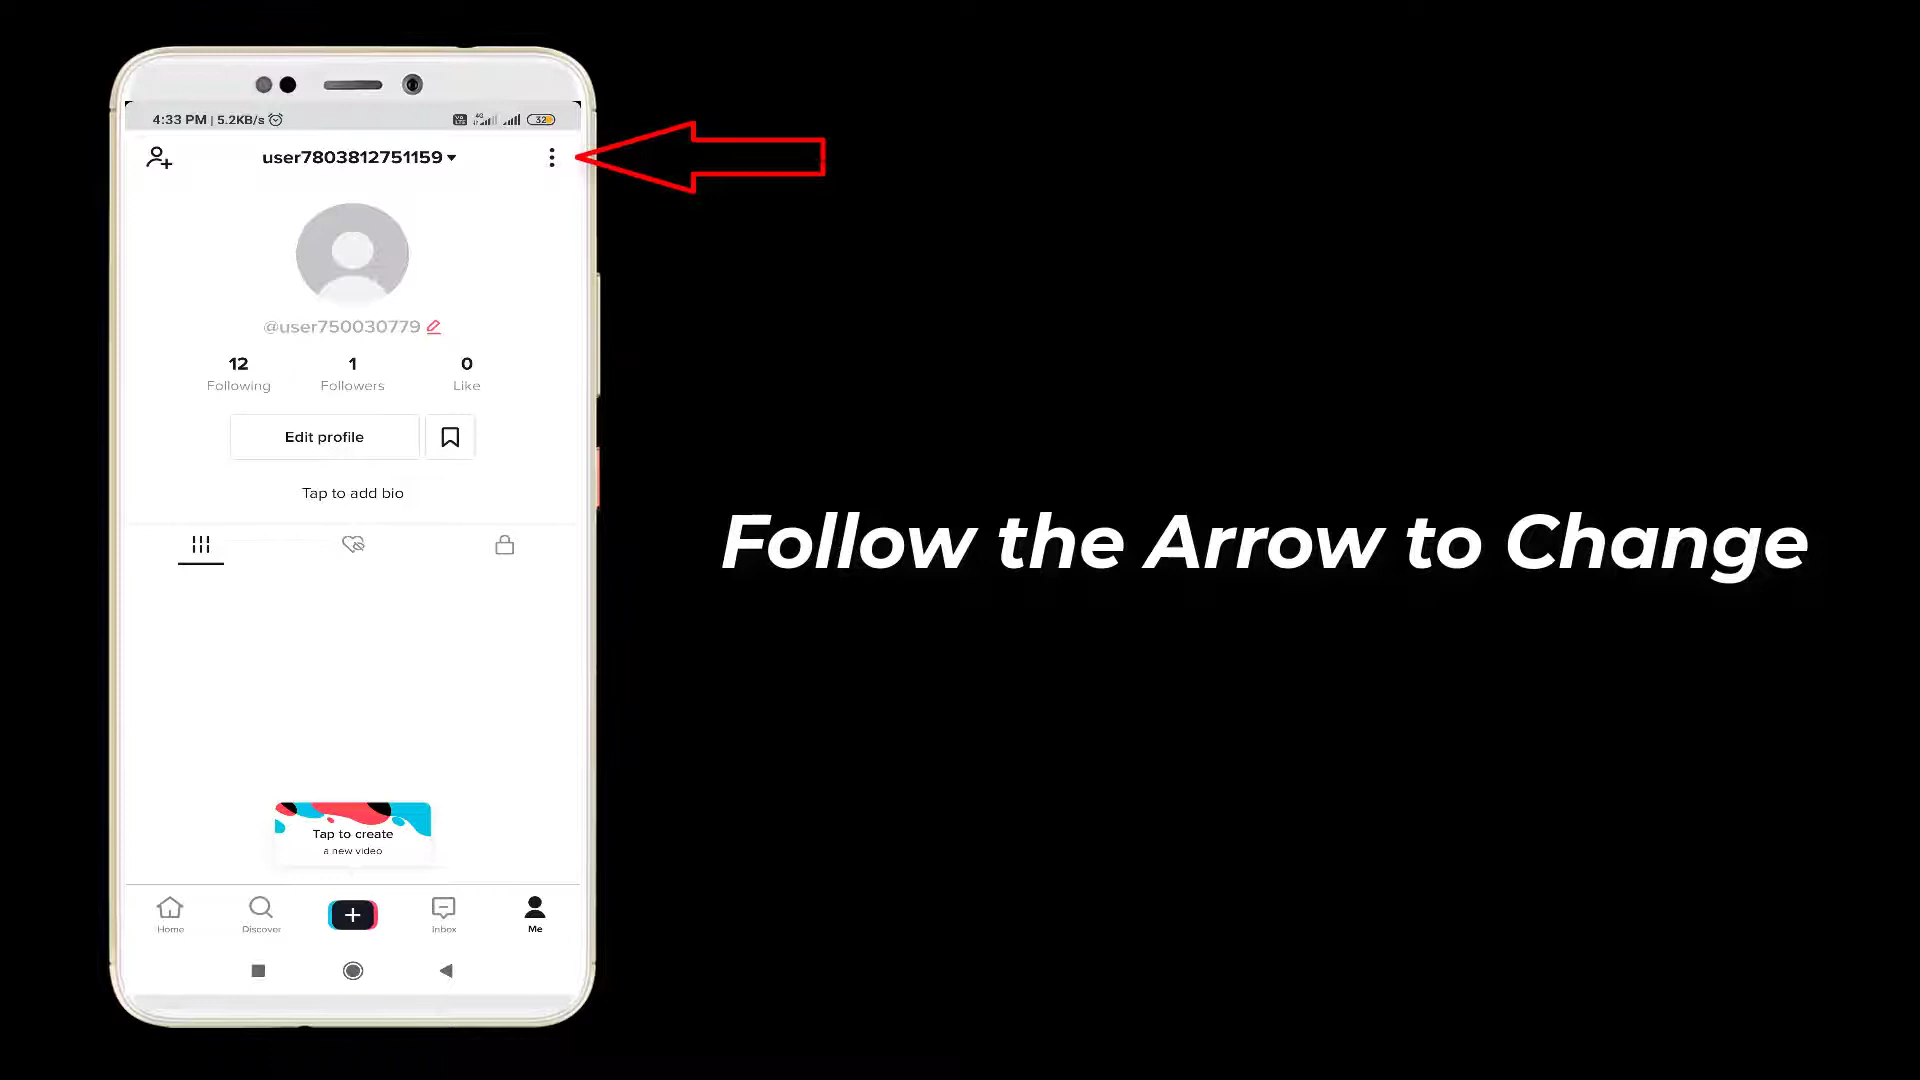 4:33 PM | 5.2KB/s
32
user7803812751159
@user750030779
12 1 0
Following Followers Like
Edit profile
Tap to add bio
Follow the Arrow to Change
Tap to create
a new video
Home Discover Inbox Me